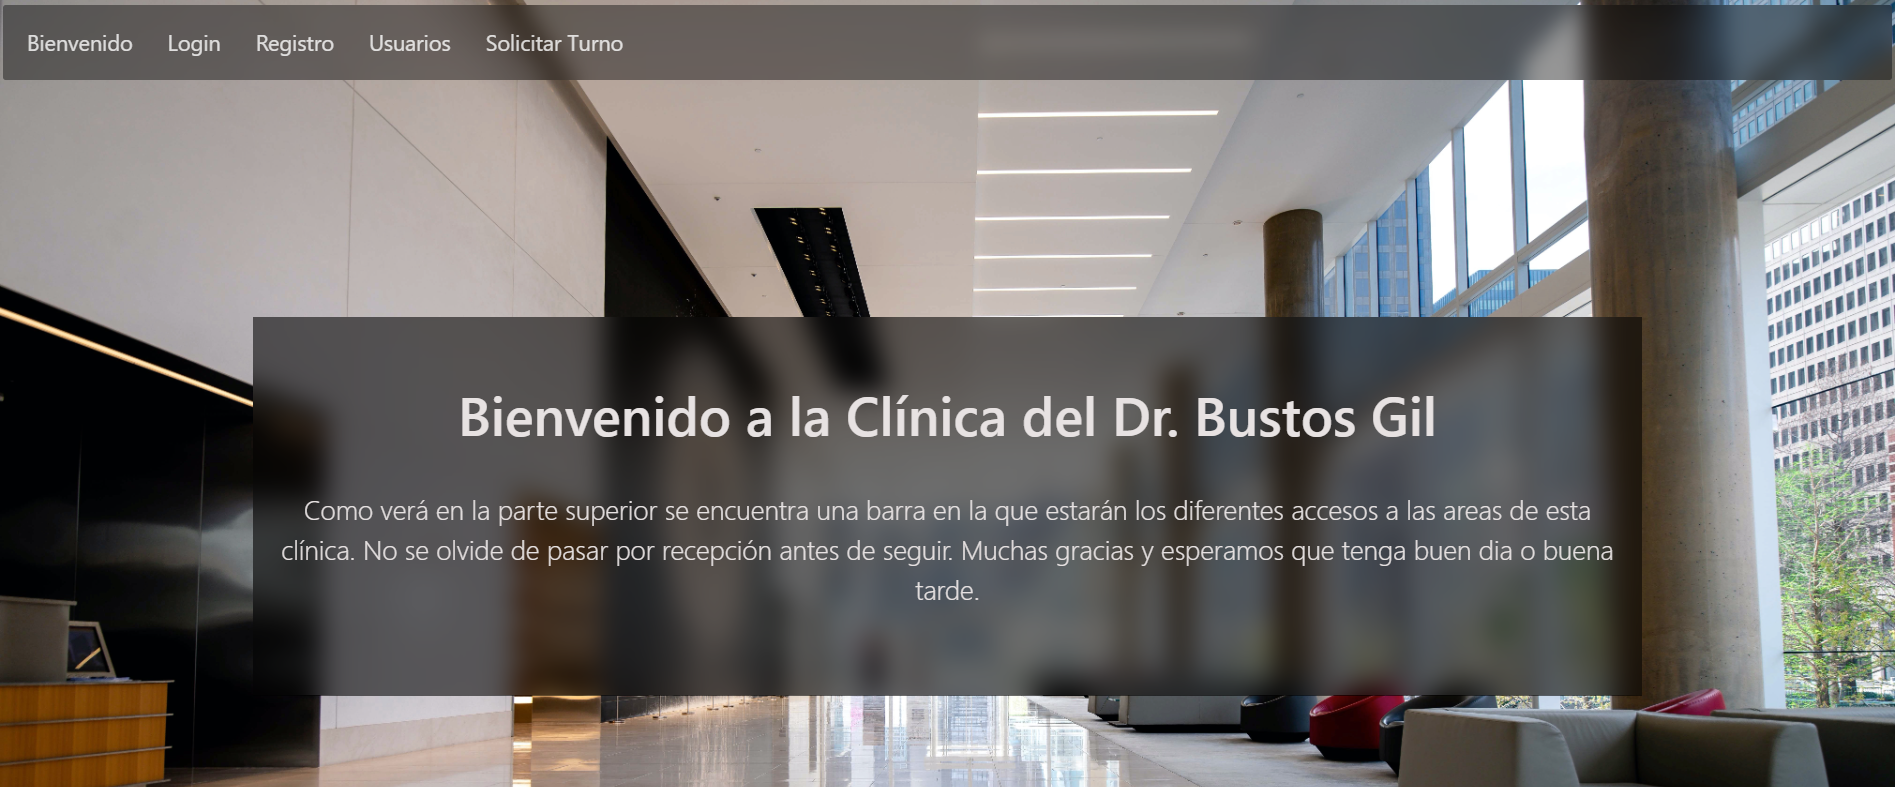 Bienvenido Login Registro Usuarios Solicitar Turno
Bienvenido a la Clínica del Dr. Bustos Gil
Como verá en la parte superior se encuentra una barra en la que estarán los diferentes accesos a las areas de esta
clínica. No se olvide de pasar por recepción antes de seguir. Muchas gracias y esperamos que tenga buen dia o buena
tarde.